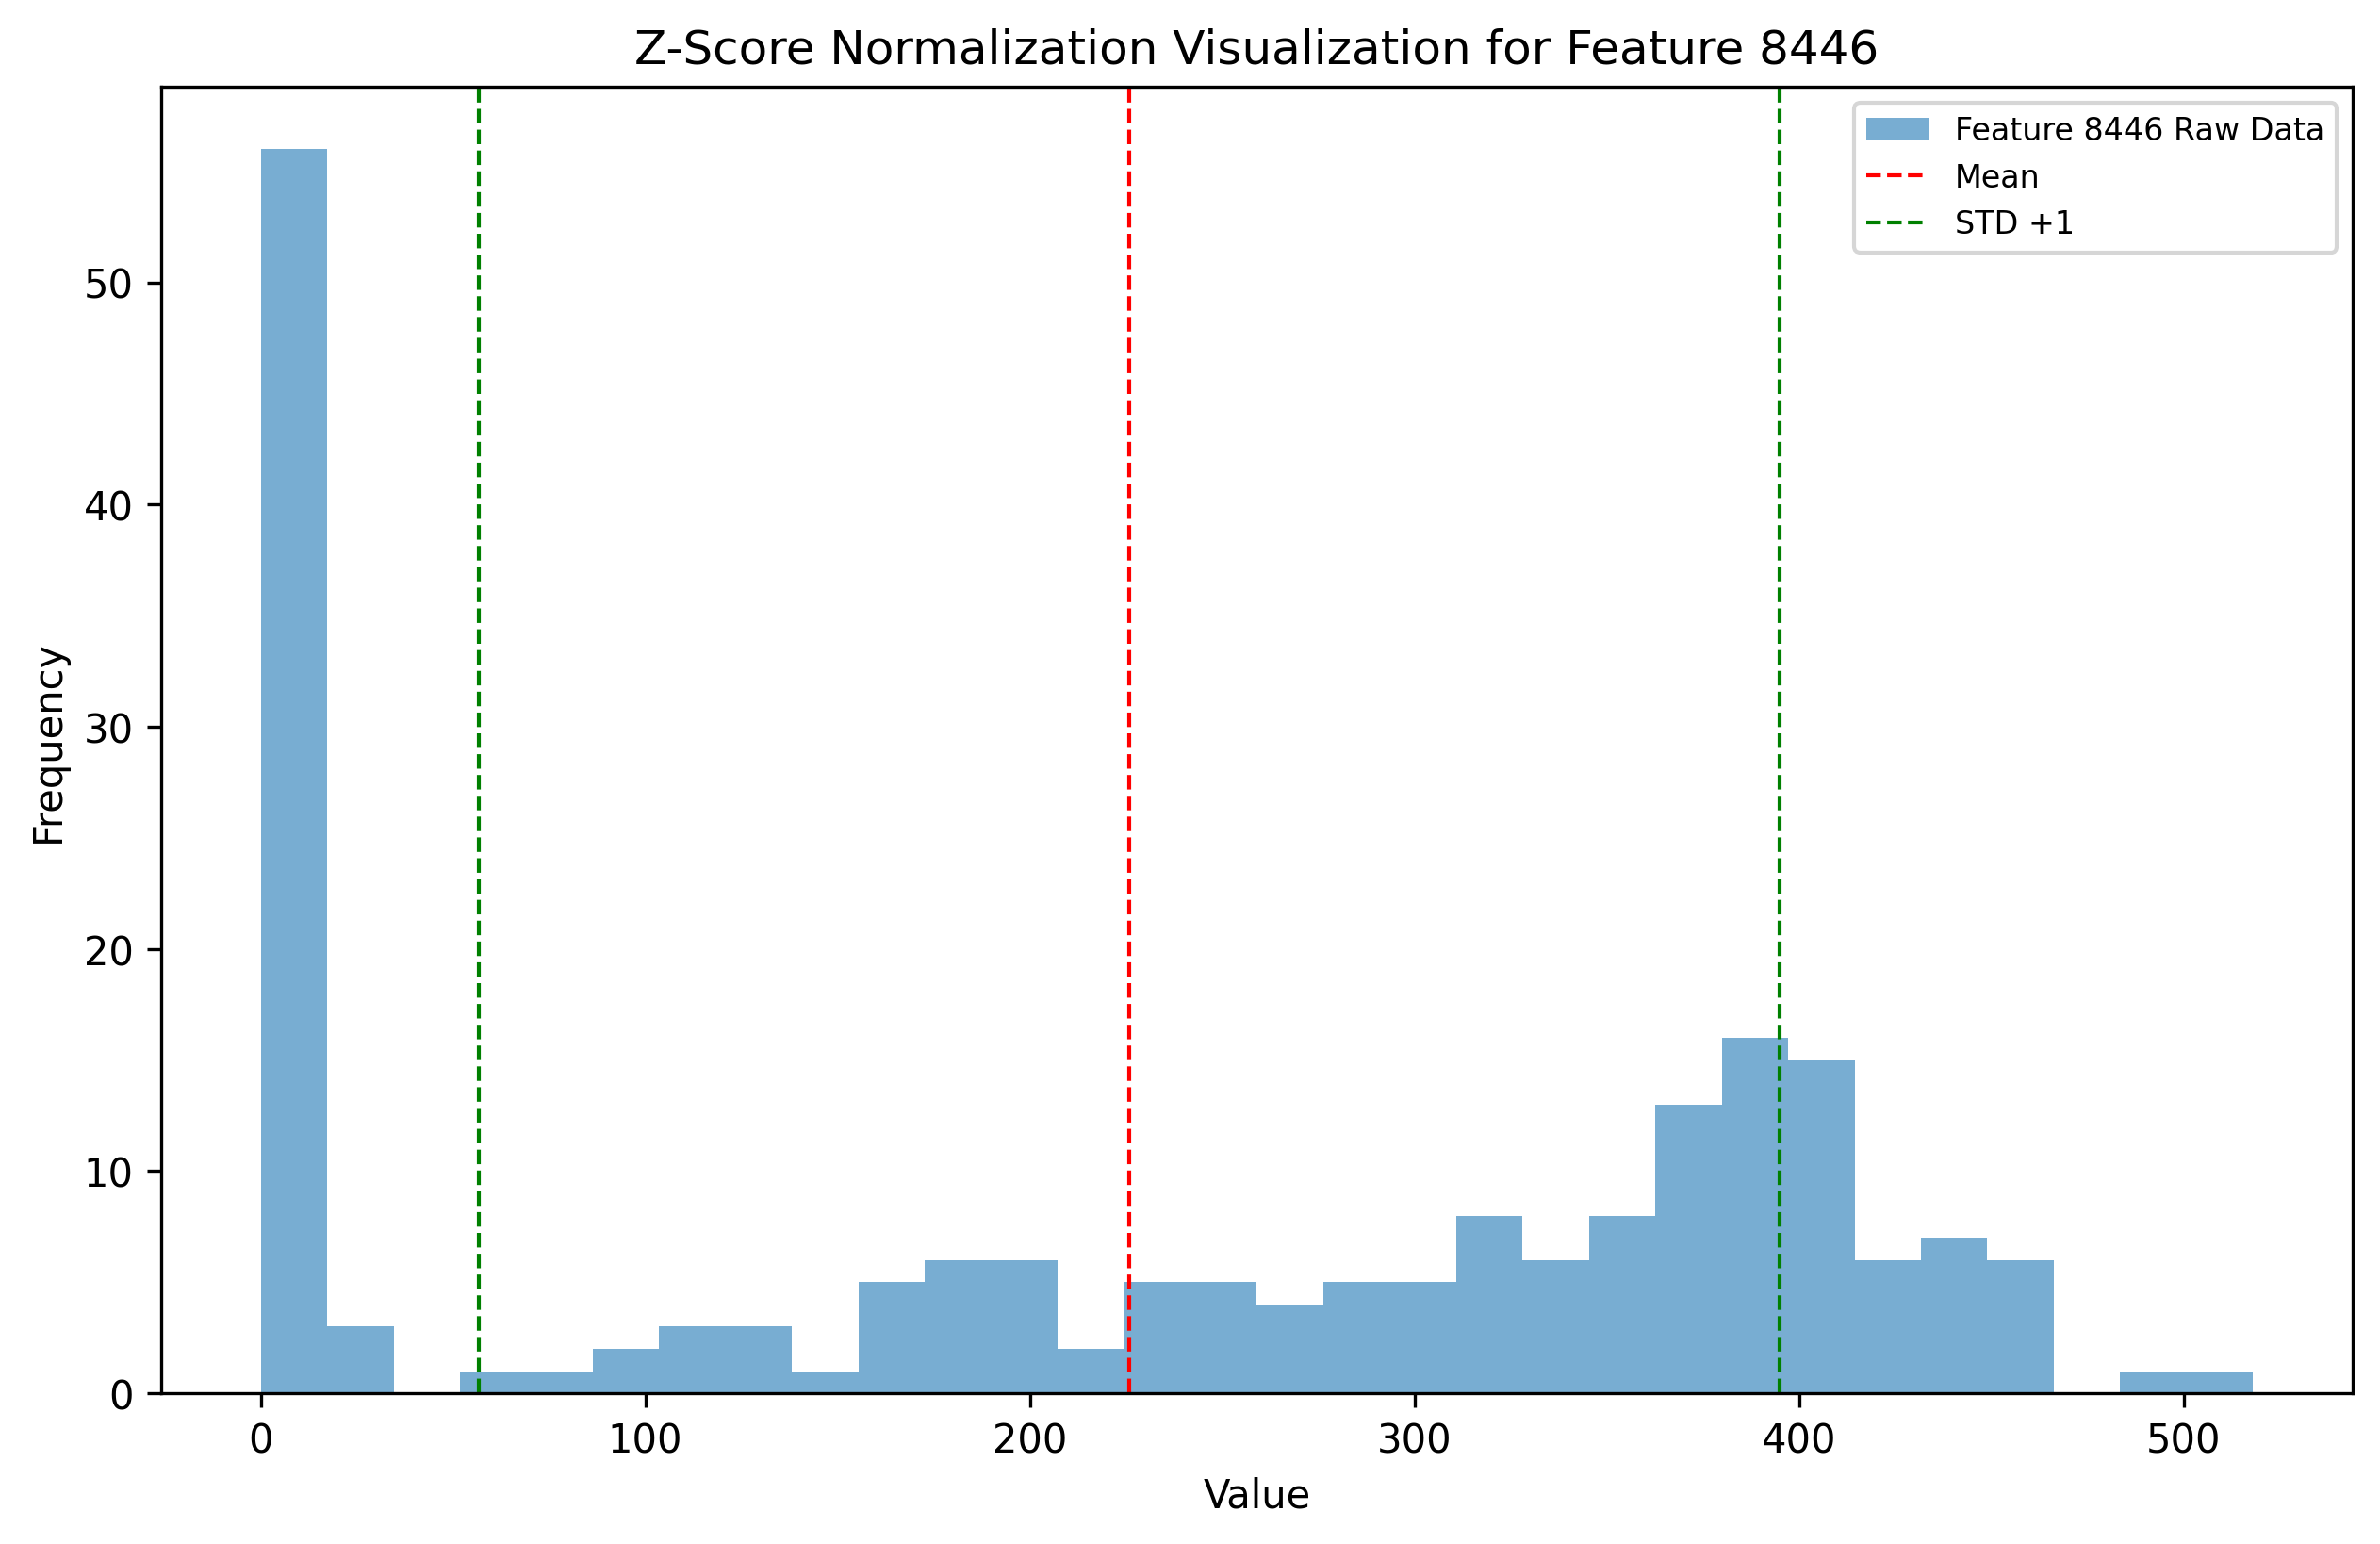 Z-Score Normalization Visualization for Feature 8446
Feature 8446 Raw Data
Mean
STD +1
50
40
30
20
10
0
Frequency
0 100 200 300 400 500
Value